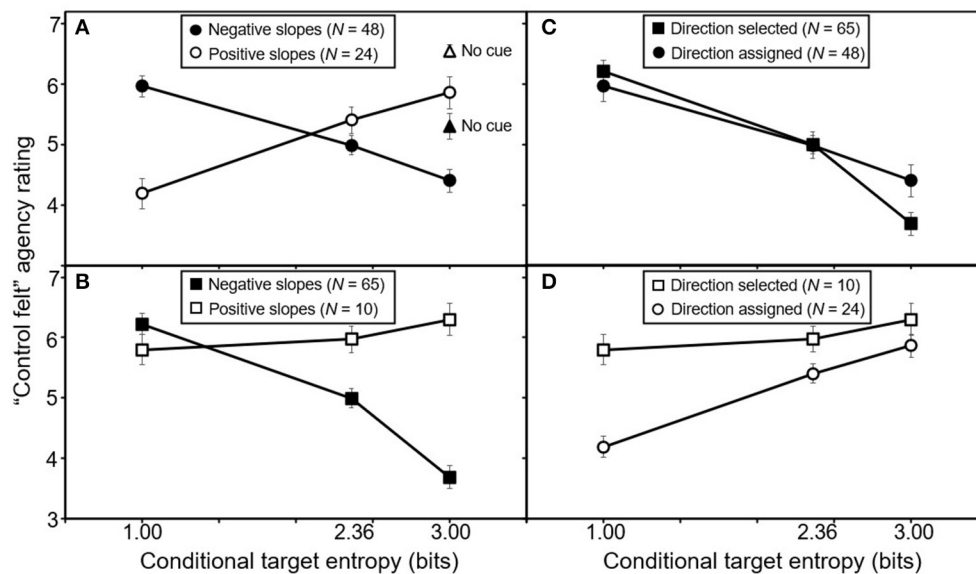 A
Negative slopes (N = 48)
Positive slopes (N = 24)
No cue
No cue
C
Direction selected (N = 65)
Direction assigned (N = 48)
7
6
5
4
B
Negative slopes (N = 65)
Positive slopes (N = 10)
D
Direction selected (N = 10)
Direction assigned (N = 24)
7
6
5
4
3
"Control felt" agency rating
1.00 2.36 3.00
1.00 2.36 3.00
Conditional target entropy (bits)
Conditional target entropy (bits)